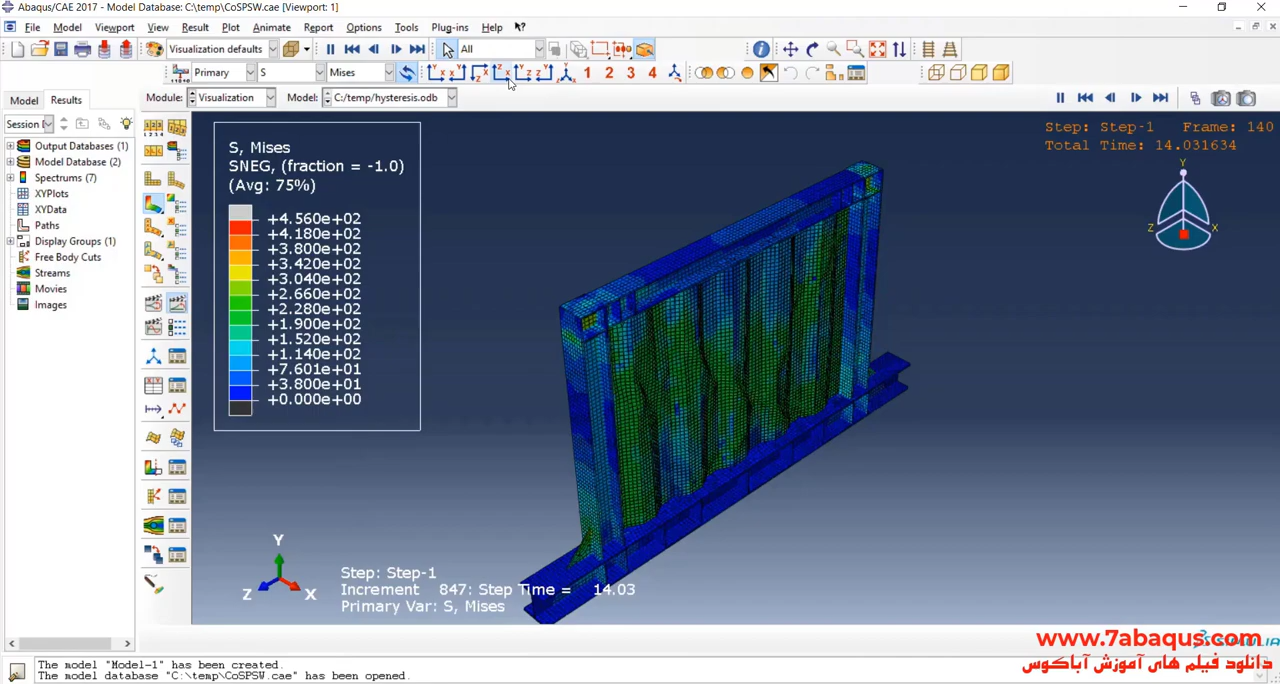 Abaqus/CAE 2017 - Model Database: C:\temp\CoSPSW.cae [Viewport: 1]
File Model Viewport View Result Plot Animate Report Options Tools Plug-ins Help
Visualization defaults All
Primary S Mises 1 2 3 4
Model Results Module: Visualization Model: C:/temp/hysteresis.odb
Session
Output Databases (1)
Model Database (2)
Spectrums (7)
XYPlots
XYData
Paths
Display Groups (1)
Free Body Cuts
Streams
Movies
Images
S, Mises
SNEG, (fraction = -1.0)
(Avg: 75%)
+4.560e+02
+4.180e+02
+3.800e+02
+3.420e+02
+3.040e+02
+2.660e+02
+2.280e+02
+1.900e+02
+1.520e+02
+1.140e+02
+7.601e+01
+3.800e+01
+0.000e+00
Step: Step-1 Frame: 140
Total Time: 14.031634
Y
Z X
Y
Z X
Step: Step-1
Increment 847: Step Time = 14.03
Primary Var: S, Mises
www.7abaqus.com
دانلود فیلم های آموزش آباکوس
The model "Model-1" has been created.
The model database "C:\temp\CoSPSW.cae" has been opened.